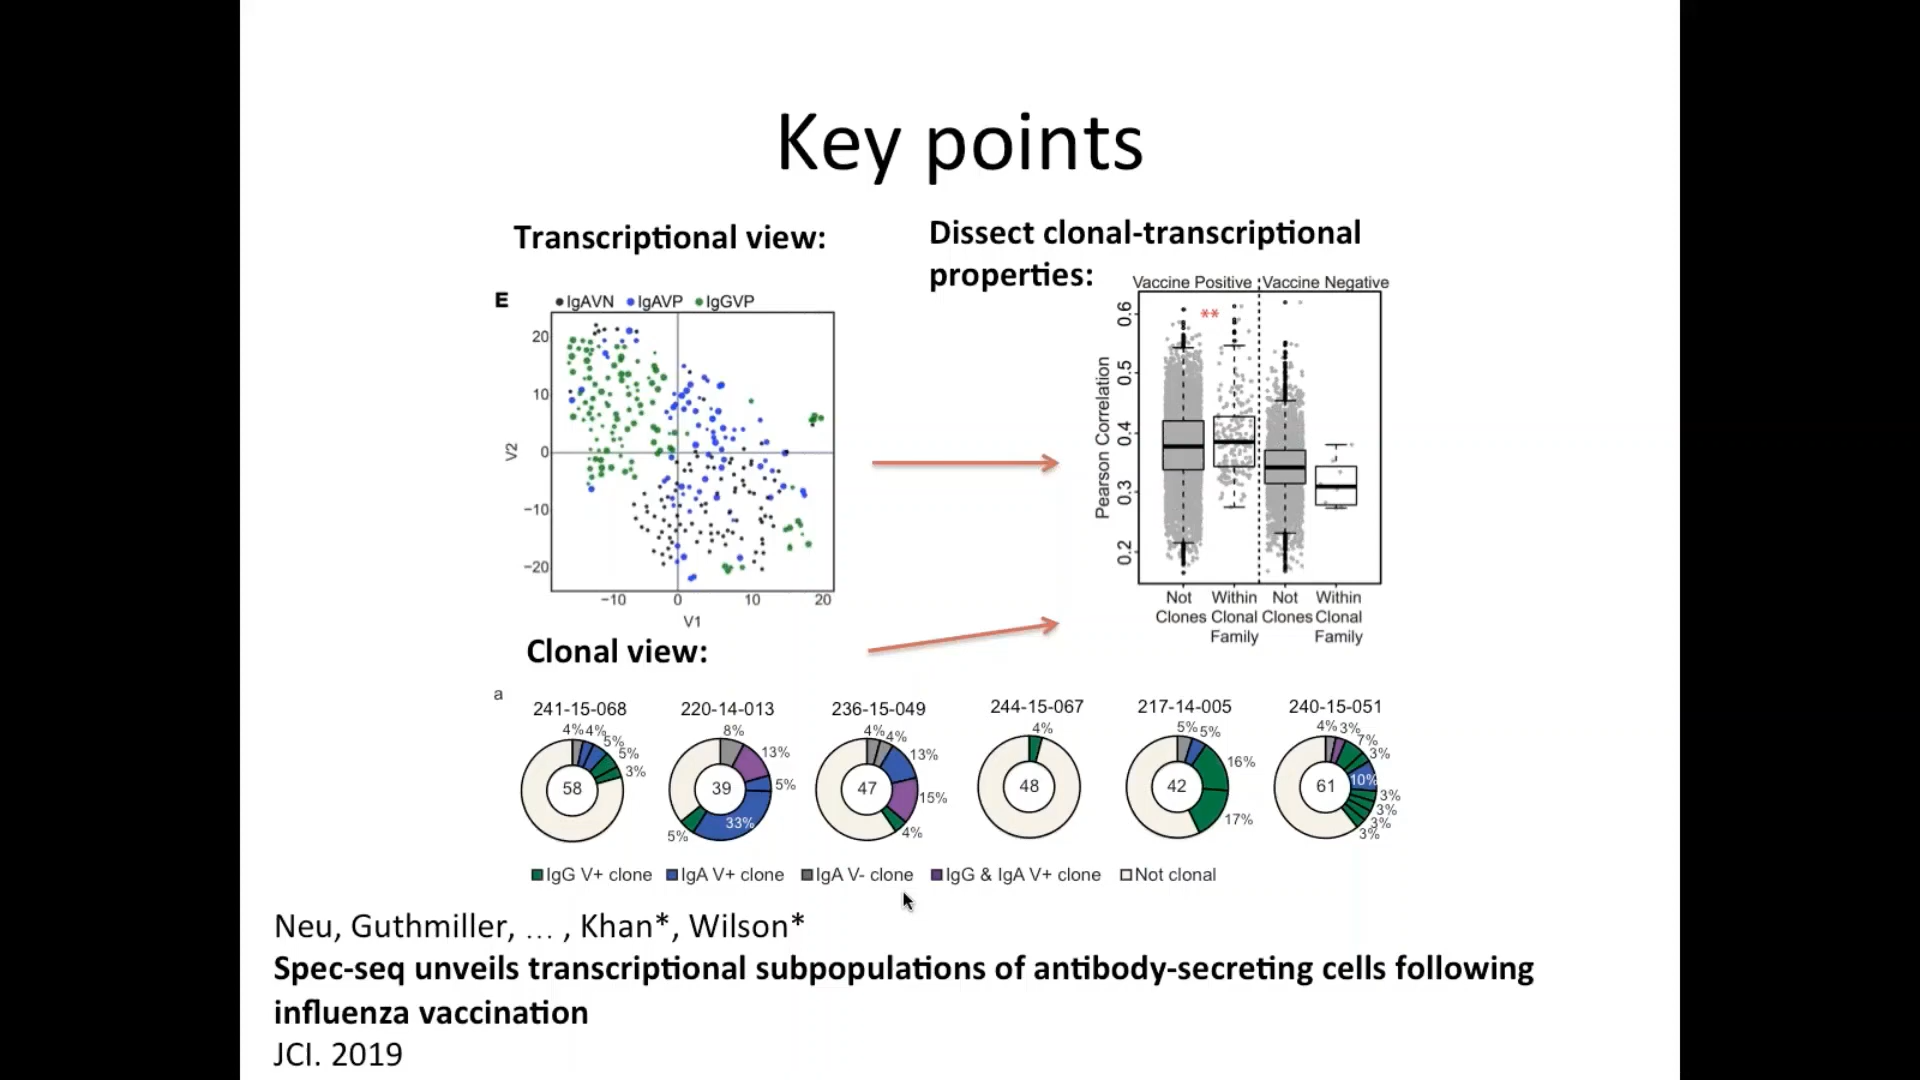 Key points
Transcriptional view:
Dissect clonal-transcriptional
properties:
E
IgAVN IgAVP IgGVP
20
10
0
−10
−20
V2
−10 0 10 20
V1
Vaccine Positive Vaccine Negative
**
0.6
0.5
0.4
0.3
0.2
Pearson Correlation
Not Within Not Within
Clones Clonal Clones Clonal
Family Family
Clonal view:
a
241-15-068
4% 4% 5% 5% 3%
58
220-14-013
8% 13% 5% 33% 5%
39
236-15-049
4% 4% 13% 15% 4%
47
244-15-067
4%
48
217-14-005
5% 5% 16% 17%
42
240-15-051
4% 3% 7% 3% 10% 3% 3% 3% 3%
61
IgG V+ clone IgA V+ clone IgA V- clone IgG & IgA V+ clone Not clonal
Neu, Guthmiller, … , Khan*, Wilson*
Spec-seq unveils transcriptional subpopulations of antibody-secreting cells following
influenza vaccination
JCI. 2019